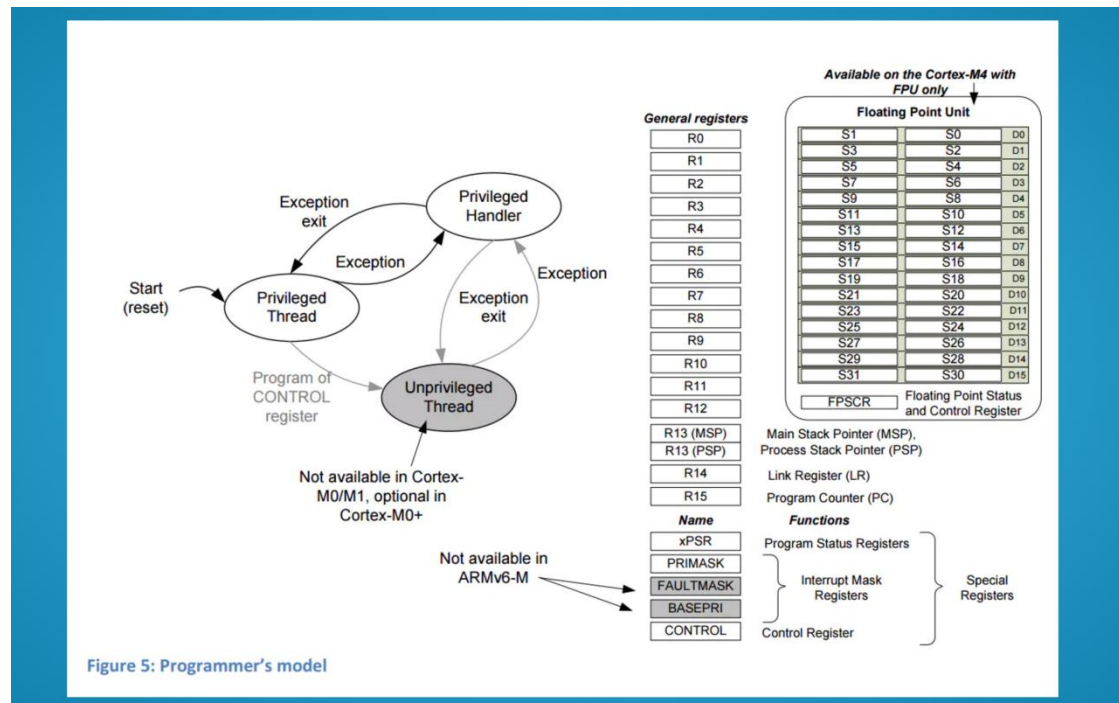 Available on the Cortex-M4 with
FPU only
Floating Point Unit
S1 S0 D0
S3 S2 D1
S5 S4 D2
S7 S6 D3
S9 S8 D4
S11 S10 D5
S13 S12 D6
S15 S14 D7
S17 S16 D8
S19 S18 D9
S21 S20 D10
S23 S22 D11
S25 S24 D12
S27 S26 D13
S29 S28 D14
S31 S30 D15
FPSCR
Floating Point Status
and Control Register
General registers
R0
R1
R2
R3
R4
R5
R6
R7
R8
R9
R10
R11
R12
R13 (MSP)
R13 (PSP)
Main Stack Pointer (MSP),
Process Stack Pointer (PSP)
R14 Link Register (LR)
R15 Program Counter (PC)
Name Functions
xPSR Program Status Registers
PRIMASK
FAULTMASK
BASEPRI
Interrupt Mask
Registers
CONTROL Control Register
Special
Registers
Privileged
Handler
Exception
exit
Exception
Start
(reset)
Privileged
Thread
Exception
exit
Exception
Program of
CONTROL
register
Unprivileged
Thread
Not available in Cortex-
M0/M1, optional in
Cortex-M0+
Not available in
ARMv6-M
Figure 5: Programmer's model